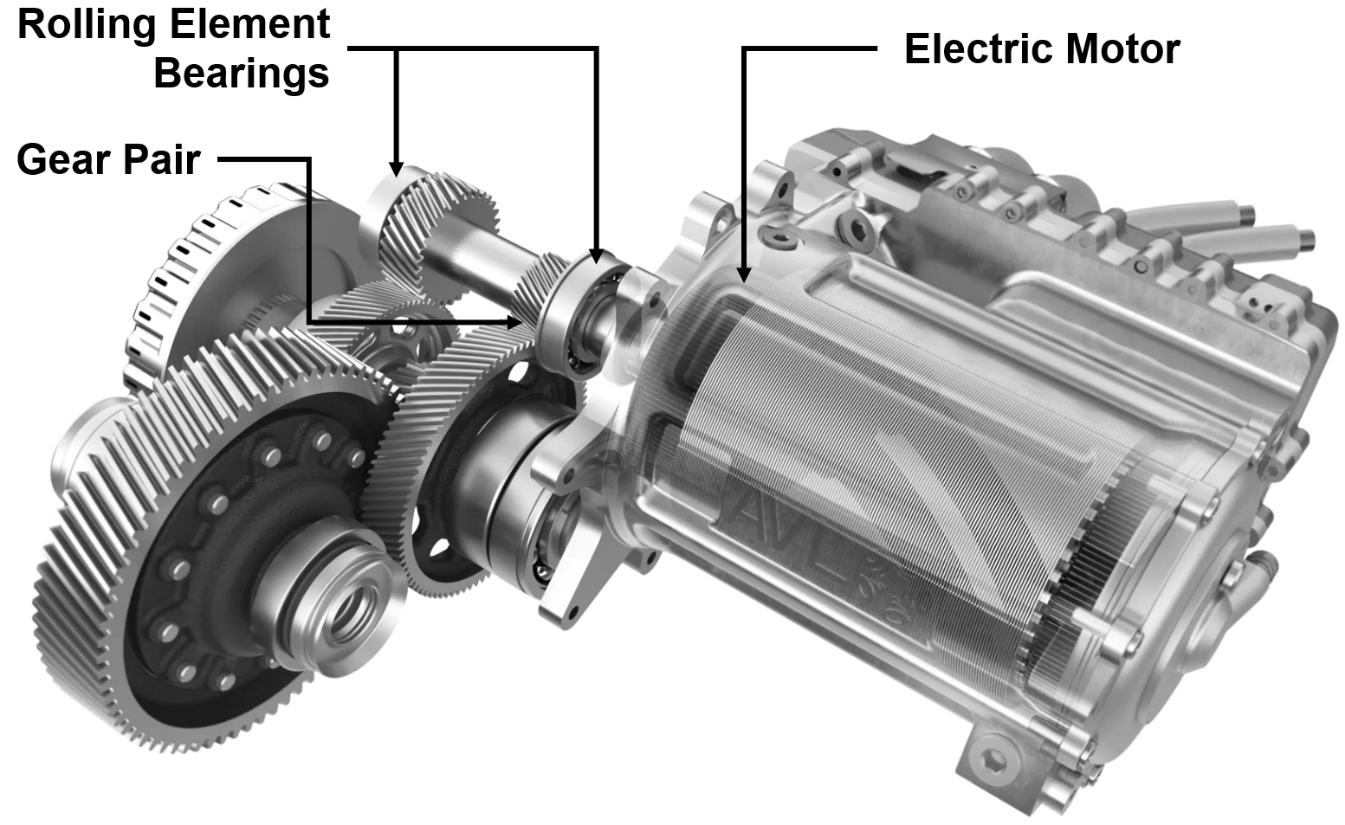 Rolling Element
Bearings
Electric Motor
Gear Pair
AVL